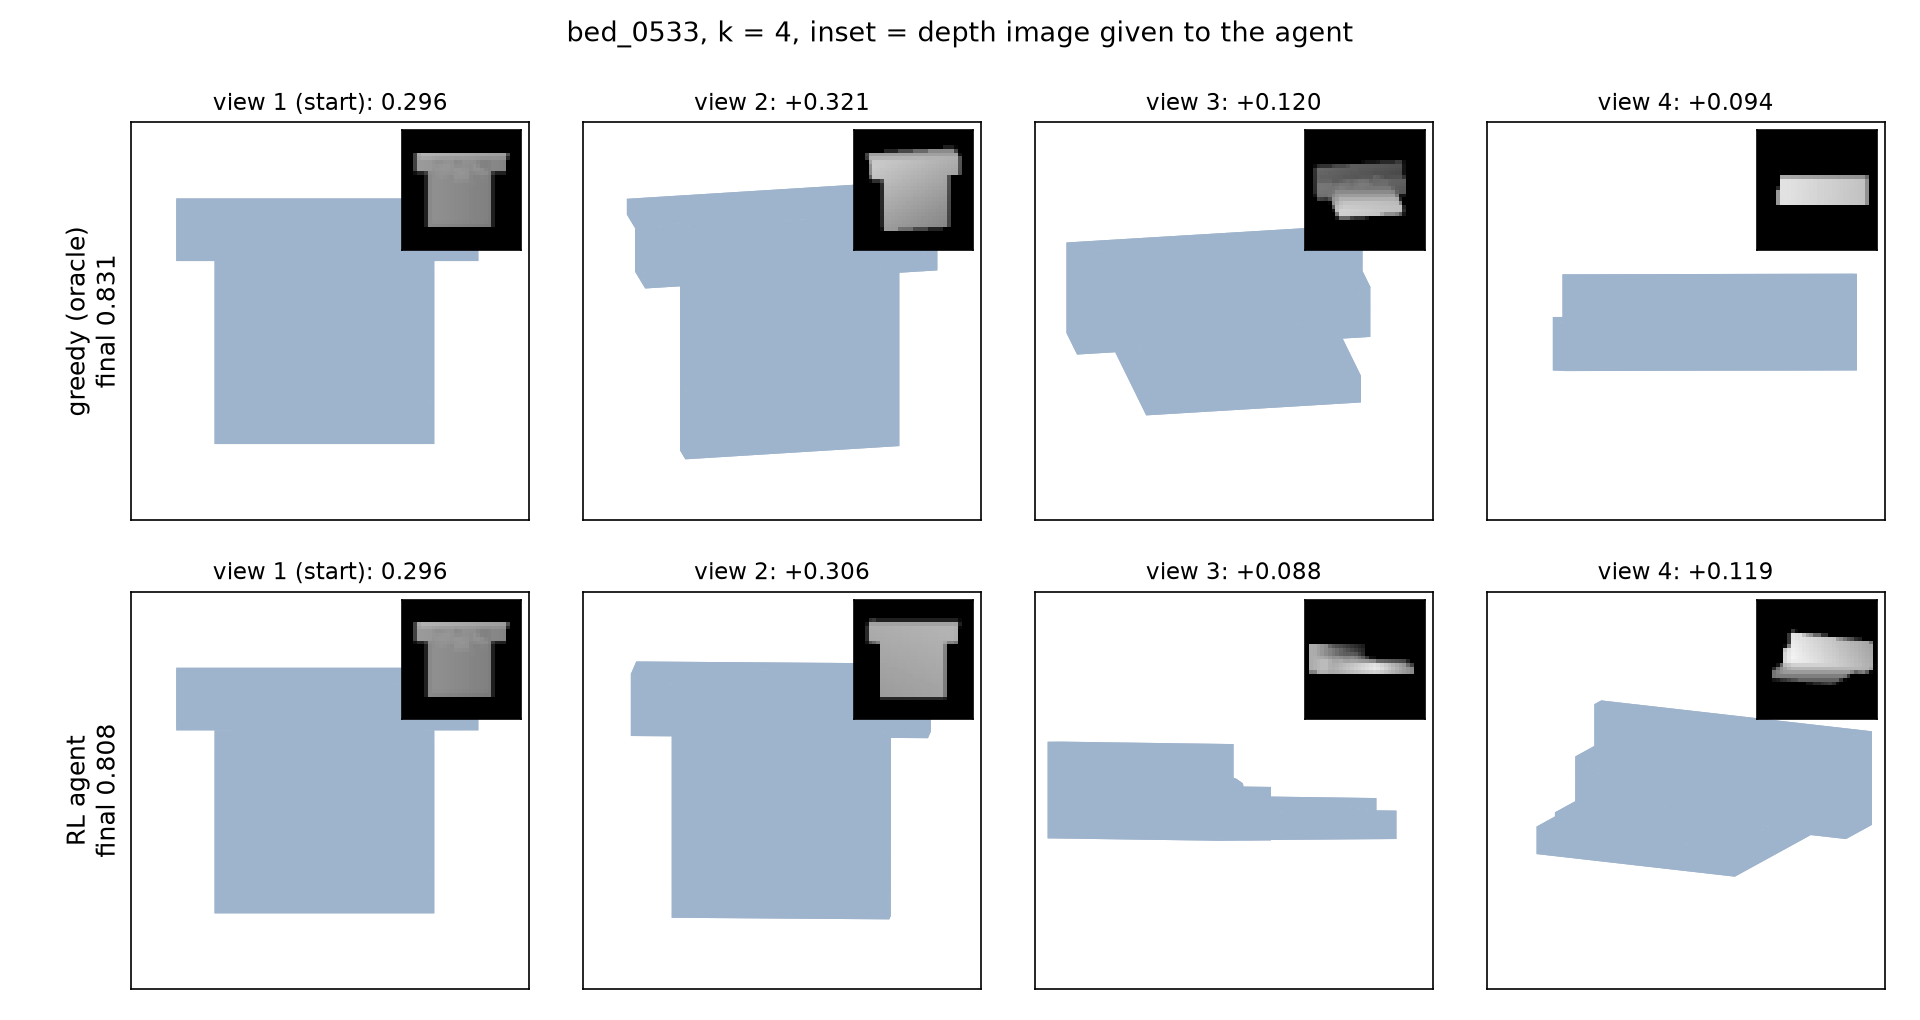 bed_0533, k = 4, inset = depth image given to the agent
view 1 (start): 0.296
view 2: +0.321
view 3: +0.120
view 4: +0.094
greedy (oracle)
final 0.831
view 1 (start): 0.296
view 2: +0.306
view 3: +0.088
view 4: +0.119
RL agent
final 0.808